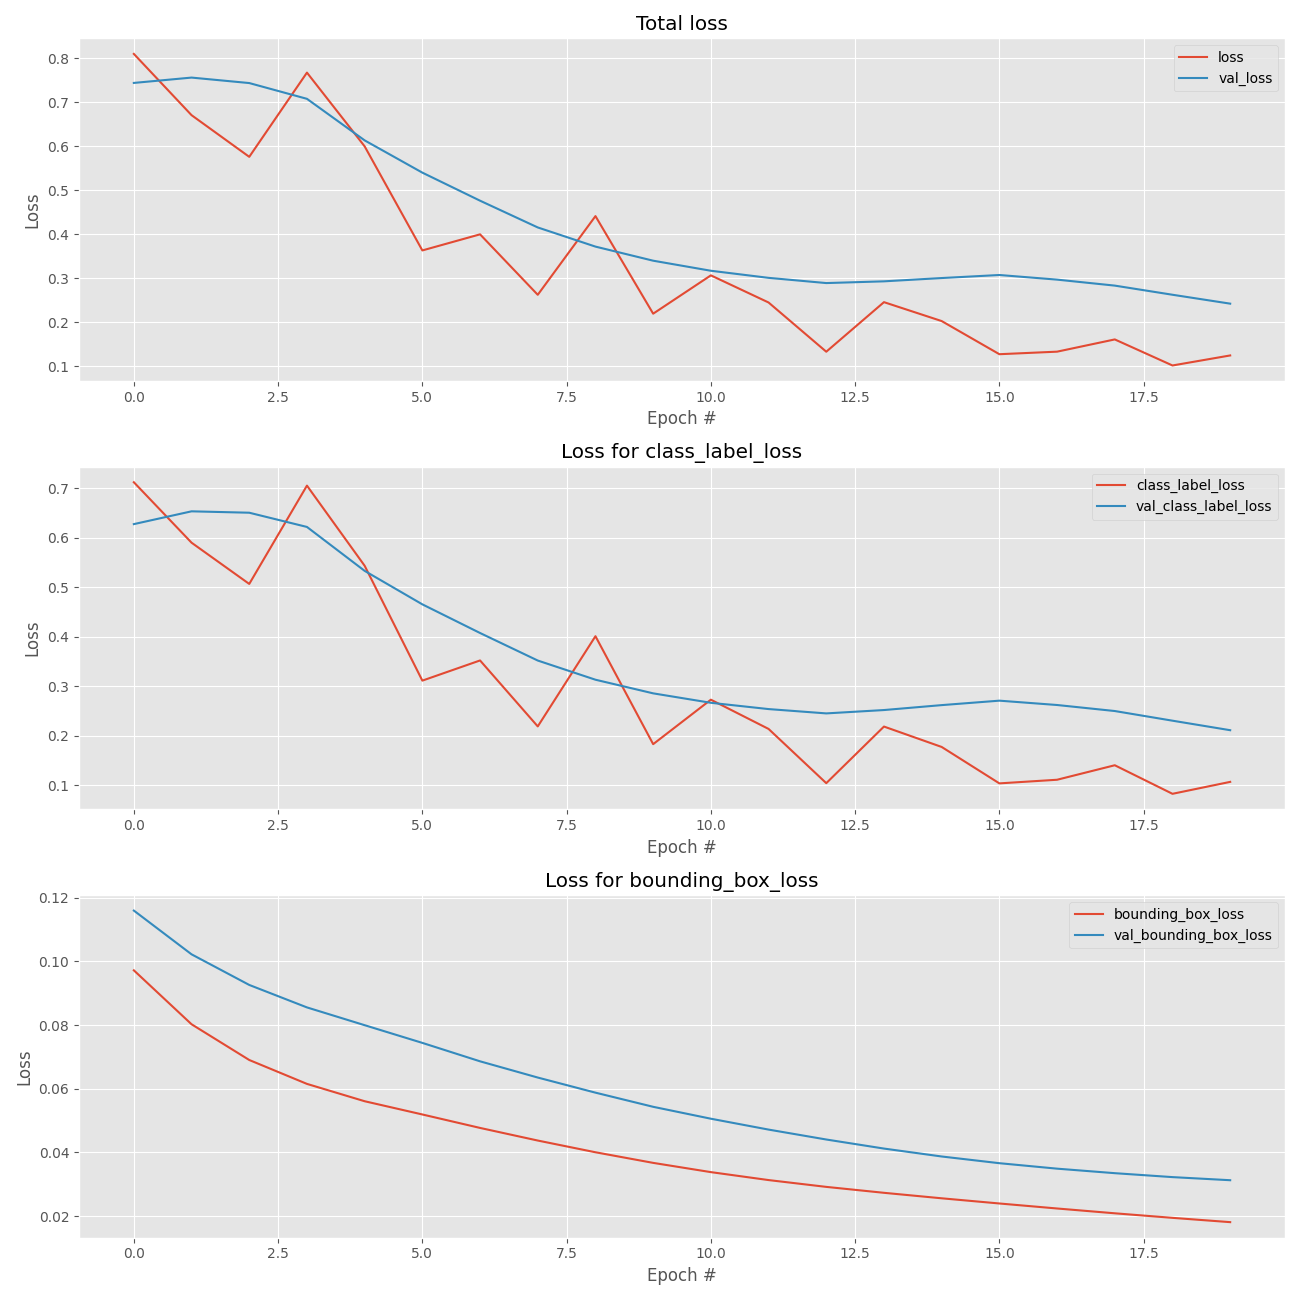 Total loss
loss
val_loss
0.8
0.7
0.6
0.5
0.4
0.3
0.2
0.1
Loss
0.0 2.5 5.0 7.5 10.0 12.5 15.0 17.5
Epoch #
Loss for class_label_loss
class_label_loss
val_class_label_loss
0.7
0.6
0.5
0.4
0.3
0.2
0.1
Loss
0.0 2.5 5.0 7.5 10.0 12.5 15.0 17.5
Epoch #
Loss for bounding_box_loss
bounding_box_loss
val_bounding_box_loss
0.12
0.10
0.08
0.06
0.04
0.02
Loss
0.0 2.5 5.0 7.5 10.0 12.5 15.0 17.5
Epoch #